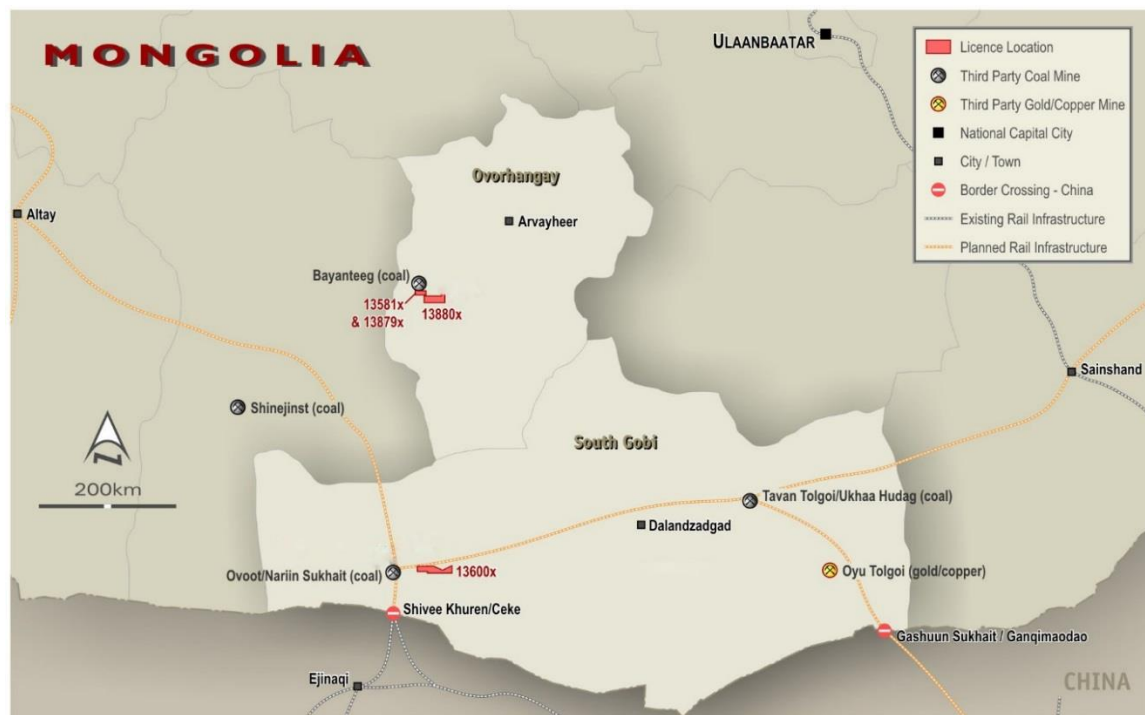 MONGOLIA
ULAANBAATAR
Licence Location
Third Party Coal Mine
Third Party Gold/Copper Mine
National Capital City
City / Town
Border Crossing - China
Existing Rail Infrastructure
Planned Rail Infrastructure
Ovorhangay
Altay
Arvayheer
Bayanteeg (coal)
13581x
& 13879x
13880x
Sainshand
Shinejinst (coal)
South Gobi
N
200km
Tavan Tolgoi/Ukhaa Hudag (coal)
Dalandzadgad
Ovoot/Nariin Sukhait (coal)
13600x
Oyu Tolgoi (gold/copper)
Shivee Khuren/Ceke
Gashuun Sukhait / Ganqimaodao
Ejinaqi
CHINA